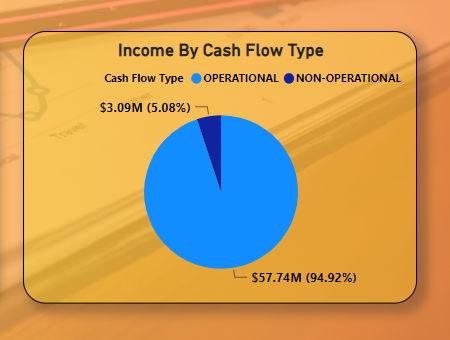 Income By Cash Flow Type
Cash Flow Type OPERATIONAL NON-OPERATIONAL
$3.09M (5.08%)
$57.74M (94.92%)
Travel